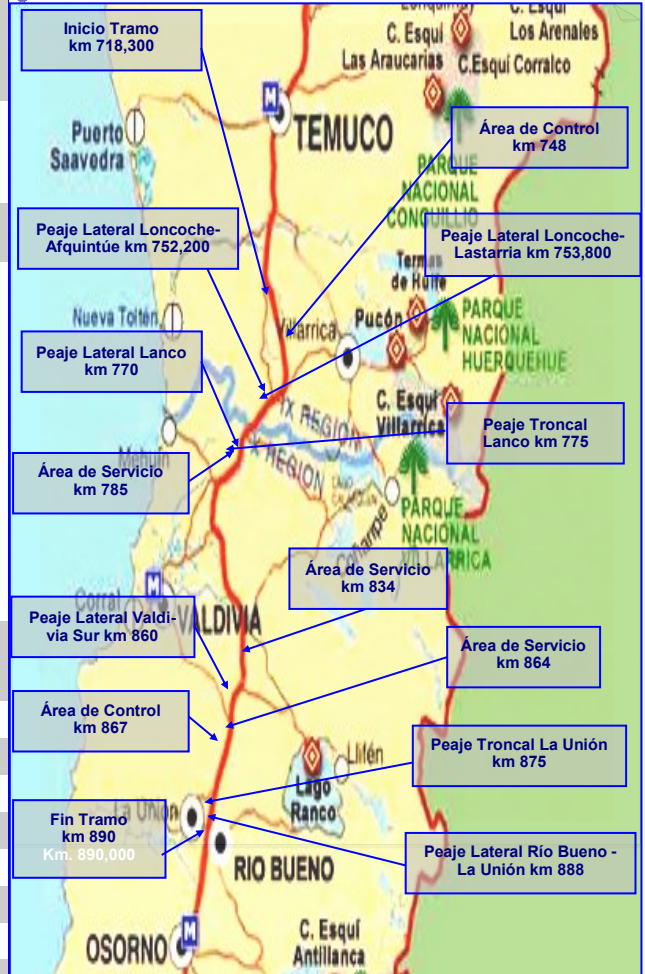 Inicio Tramo
km 718,300
C. Esquí
Las Araucarias
C. Esqui
Los Arenales
C.Esquí Corralco
TEMUCO
Puerto
Saavedra
Área de Control
km 748
PARQUE
NACIONAL
CONGUILLIO
Peaje Lateral Loncoche-
Afquintúe km 752,200
Peaje Lateral Loncoche-
Lastarria km 753,800
Termas
de Huife
Nueva Toltén
Villarrica
Pucón
PARQUE
NACIONAL
HUERQUEHUE
Peaje Lateral Lanco
km 770
C. Esquí
Villarrica
IX REGION
X REGION
Peaje Troncal
Lanco km 775
Mehuín
Área de Servicio
km 785
PARQUE
NACIONAL
VILLARRICA
Área de Servicio
km 834
Corral
VALDIVIA
Peaje Lateral Valdi-
via Sur km 860
Área de Servicio
km 864
Área de Control
km 867
Llifén
Lago
Ranco
Peaje Troncal La Unión
km 875
La Unión
Fin Tramo
km 890
Km. 890,000
RIO BUENO
Peaje Lateral Río Bueno -
La Unión km 888
OSORNO
C. Esquí
Antillanca